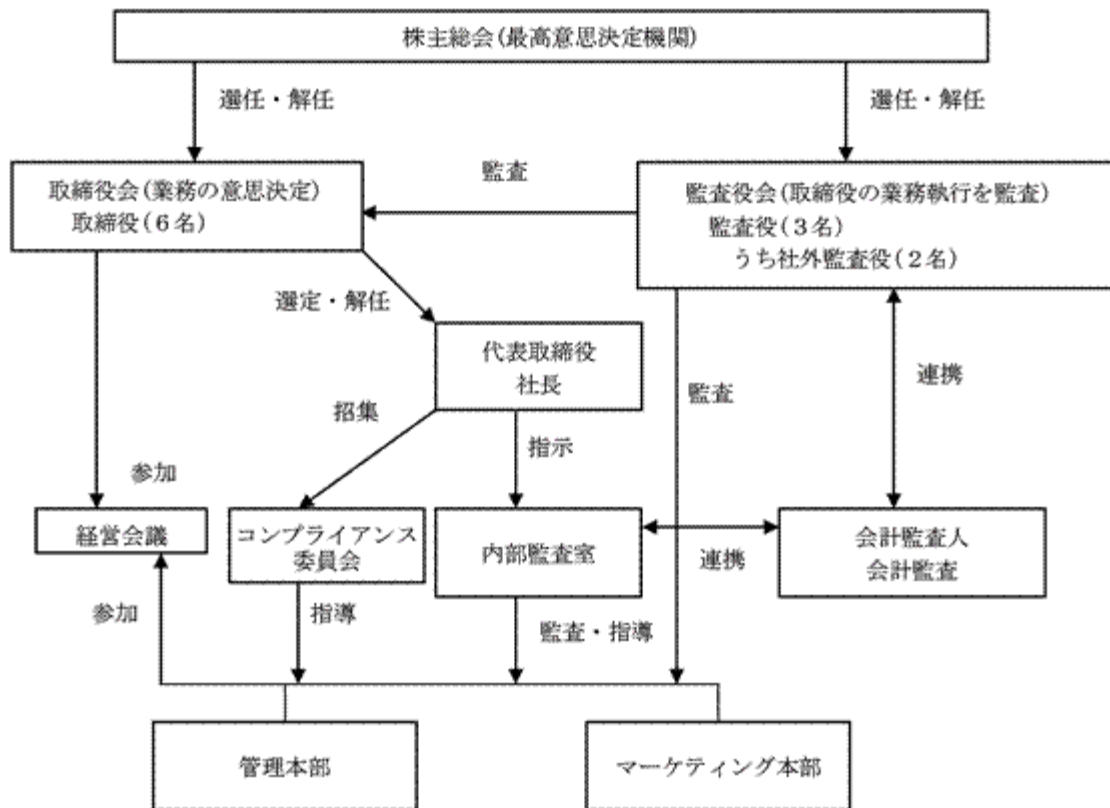 株主総会(最高意思決定機関)
選任・解任
選任・解任
取締役会(業務の意思決定)
取締役(6名)
監査
監査役会(取締役の業務執行を監査)
監査役(3名)
うち社外監査役(2名)
選定・解任
代表取締役
社長
監査
連携
招集
指示
参加
経営会議
コンプライアンス
委員会
内部監査室
連携
会計監査人
会計監査
参加
指導
監査・指導
管理本部
マーケティング本部